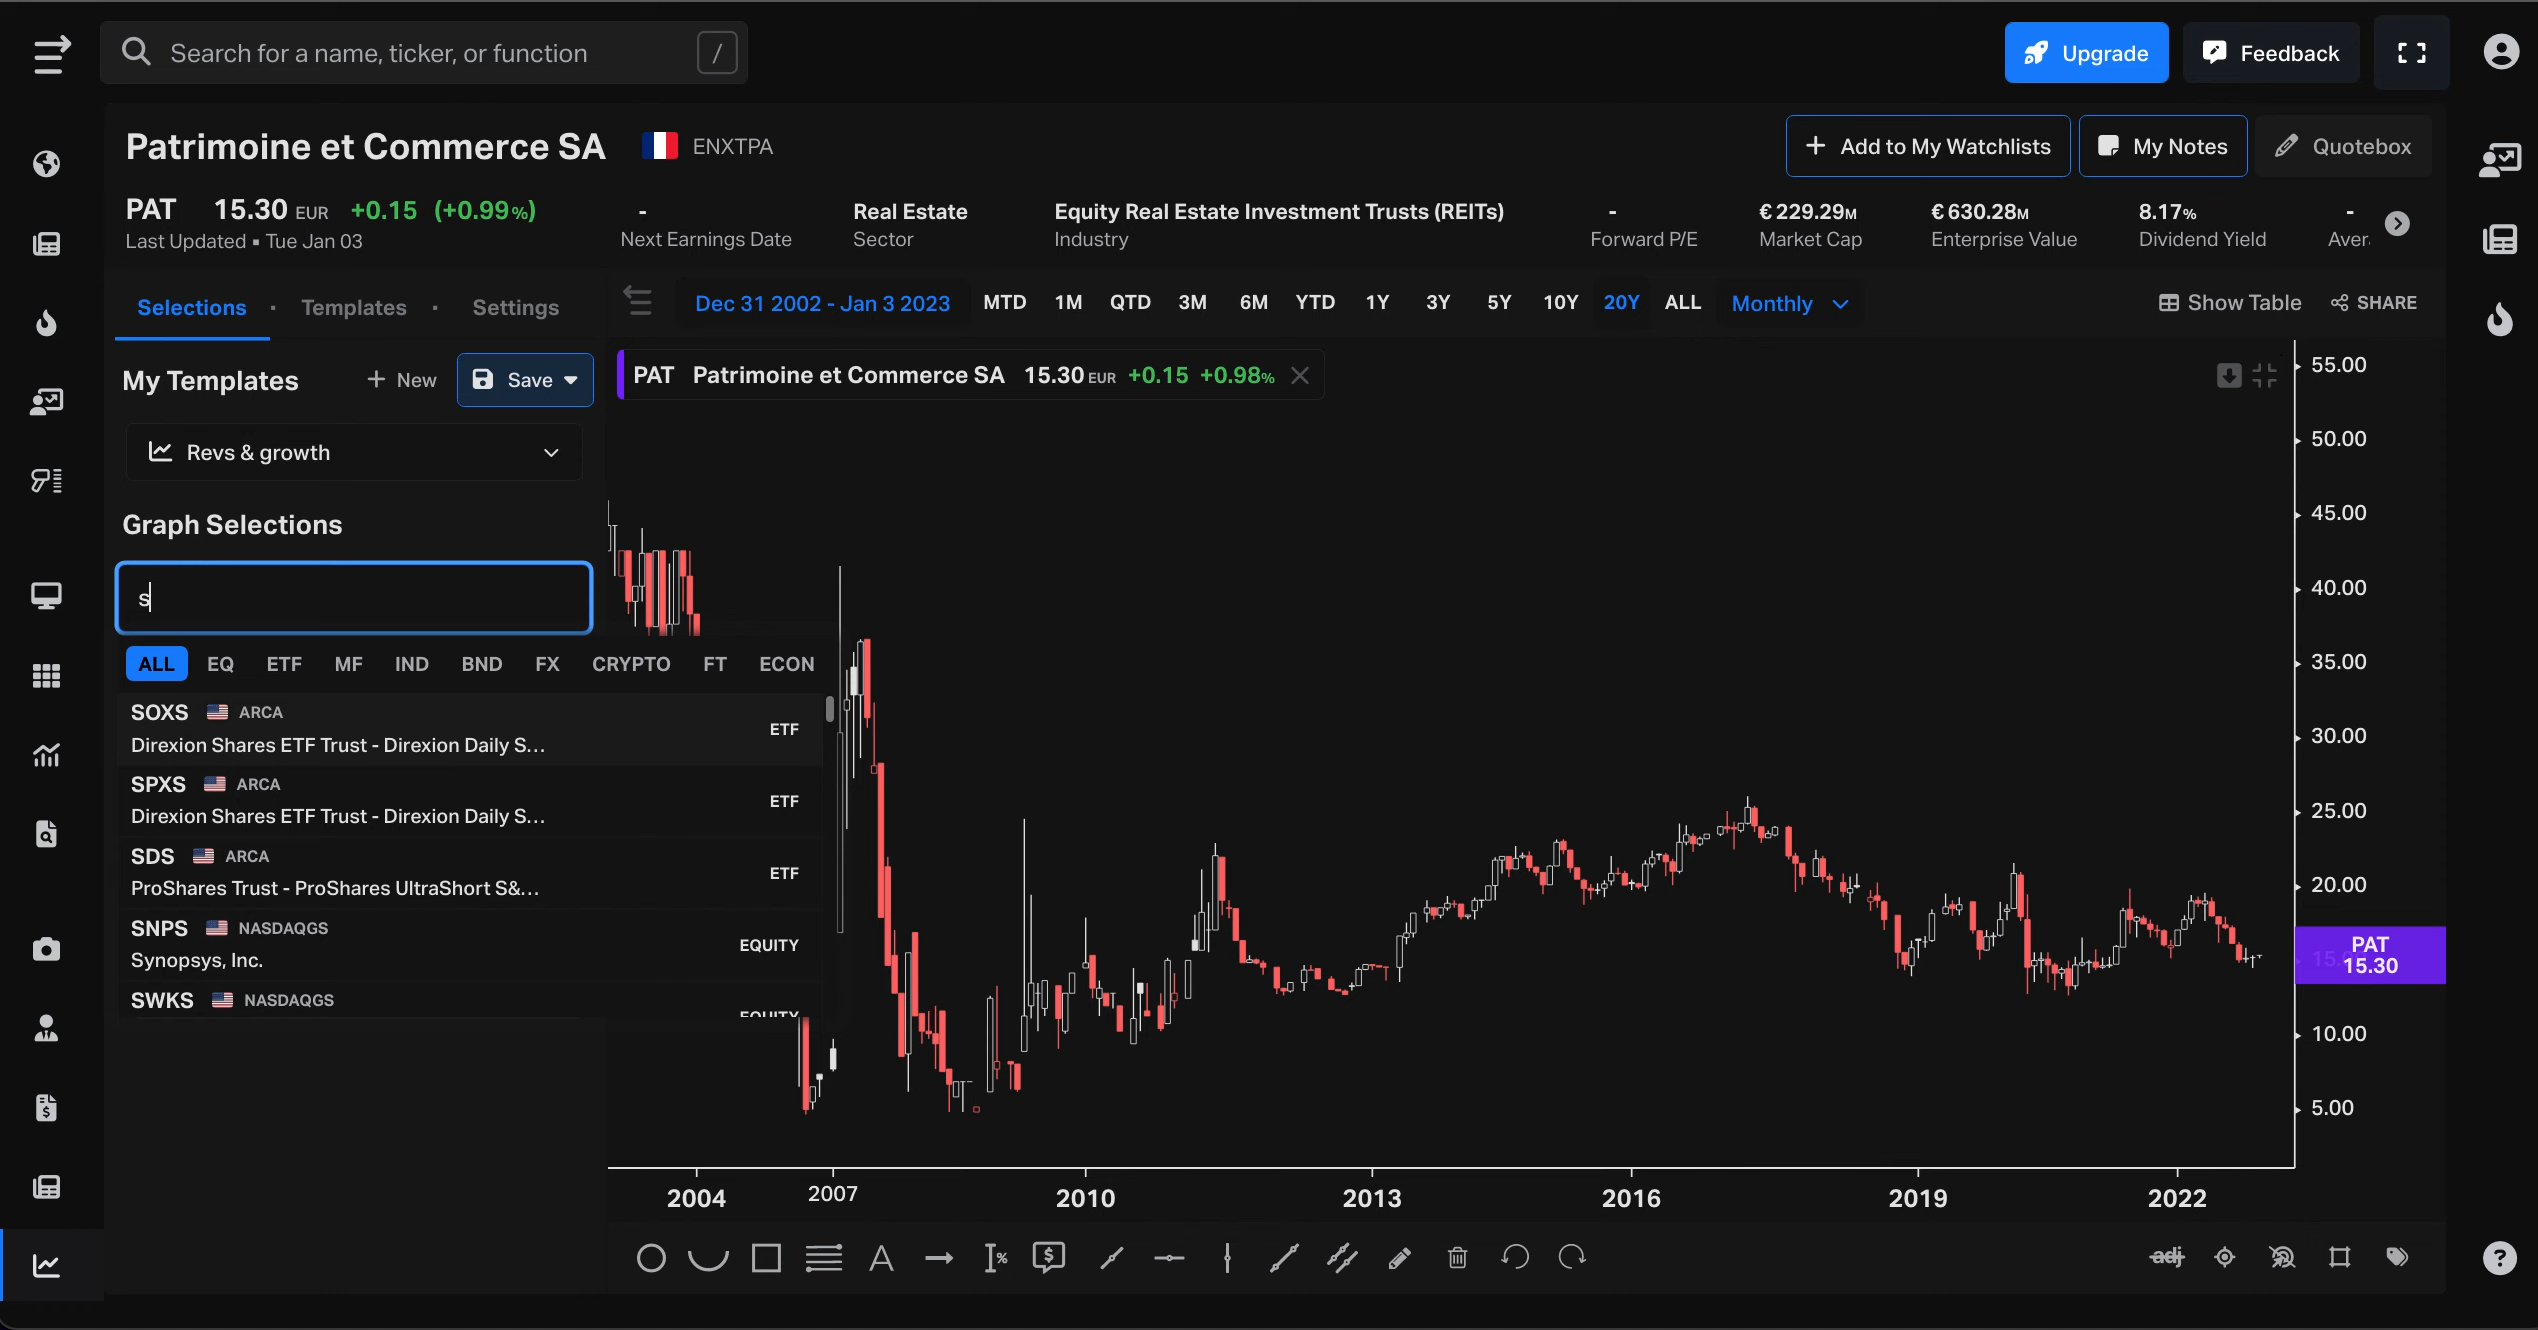 Search for a name, ticker, or function /
Upgrade
Feedback
Patrimoine et Commerce SA ENXTPA
+ Add to My Watchlists
My Notes
Quotebox
PAT 15.30 EUR +0.15 (+0.99%)
Last Updated ▪ Tue Jan 03
-
Next Earnings Date
Real Estate
Sector
Equity Real Estate Investment Trusts (REITs)
Industry
-
Forward P/E
€ 229.29M
Market Cap
€ 630.28M
Enterprise Value
8.17%
Dividend Yield
-
Selections · Templates · Settings
Dec 31 2002 - Jan 3 2023 MTD 1M QTD 3M 6M YTD 1Y 3Y 5Y 10Y 20Y ALL Monthly
Show Table SHARE
My Templates + New Save
PAT Patrimoine et Commerce SA 15.30 EUR +0.15 +0.98%
Revs & growth
Graph Selections
s
ALL EQ ETF MF IND BND FX CRYPTO FT ECON
SOXS ARCA
Direxion Shares ETF Trust - Direxion Daily S...
ETF
SPXS ARCA
Direxion Shares ETF Trust - Direxion Daily S...
ETF
SDS ARCA
ProShares Trust - ProShares UltraShort S&...
ETF
SNPS NASDAQGS
Synopsys, Inc.
EQUITY
SWKS NASDAQGS
EQUITY
55.00
50.00
45.00
40.00
35.00
30.00
25.00
20.00
PAT
15.30
10.00
5.00
2004 2007 2010 2013 2016 2019 2022
A
%
$
adj
?